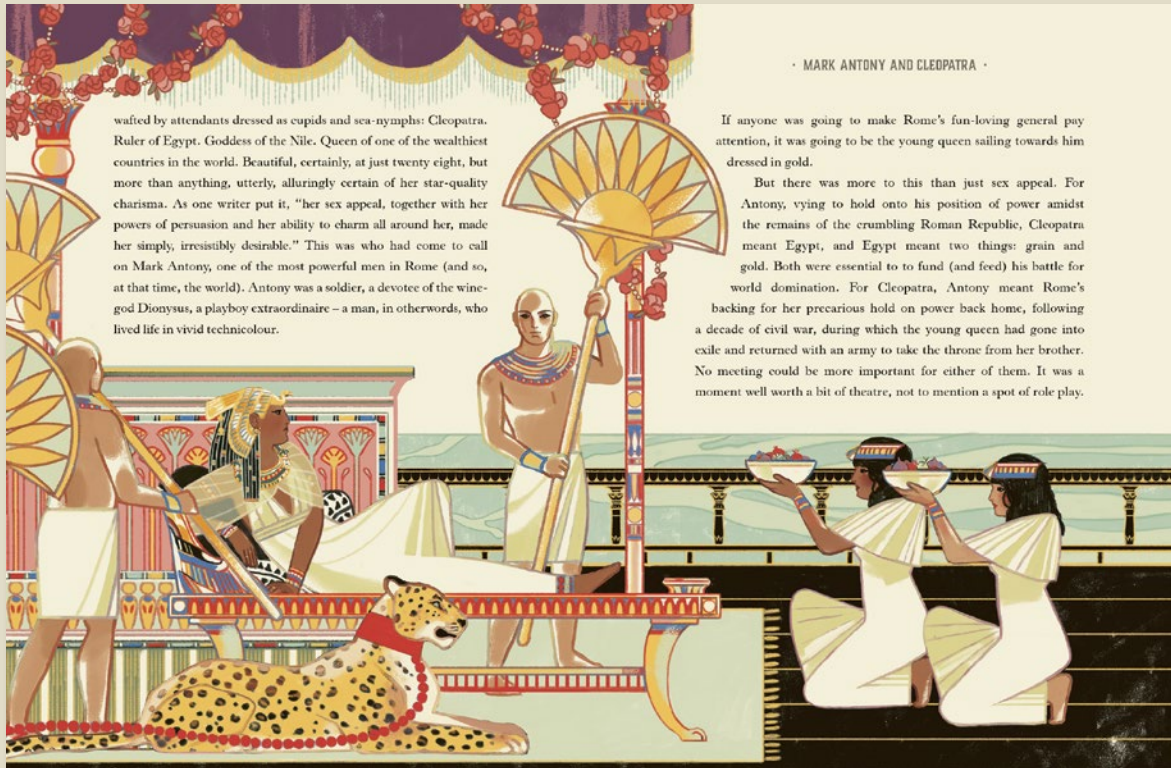 wafted by attendants dressed as cupids and sea-nymphs: Cleopatra.
Ruler of Egypt. Goddess of the Nile. Queen of one of the wealthiest
countries in the world. Beautiful, certainly, at just twenty eight, but
more than anything, utterly, alluringly certain of her star-quality
charisma. As one writer put it, “her sex appeal, together with her
powers of persuasion and her ability to charm all around her, made
her simply, irresistibly desirable.” This was who had come to call
on Mark Antony, one of the most powerful men in Rome (and so,
at that time, the world). Antony was a soldier, a devotee of the wine-
god Dionysus, a playboy extraordinaire – a man, in otherwords, who
lived life in vivid technicolour.
· MARK ANTONY AND CLEOPATRA ·
If anyone was going to make Rome’s fun-loving general pay
attention, it was going to be the young queen sailing towards him
dressed in gold.
But there was more to this than just sex appeal. For
Antony, vying to hold onto his position of power amidst
the remains of the crumbling Roman Republic, Cleopatra
meant Egypt, and Egypt meant two things: grain and
gold. Both were essential to to fund (and feed) his battle for
world domination. For Cleopatra, Antony meant Rome’s
backing for her precarious hold on power back home, following
a decade of civil war, during which the young queen had gone into
exile and returned with an army to take the throne from her brother.
No meeting could be more important for either of them. It was a
moment well worth a bit of theatre, not to mention a spot of role play.